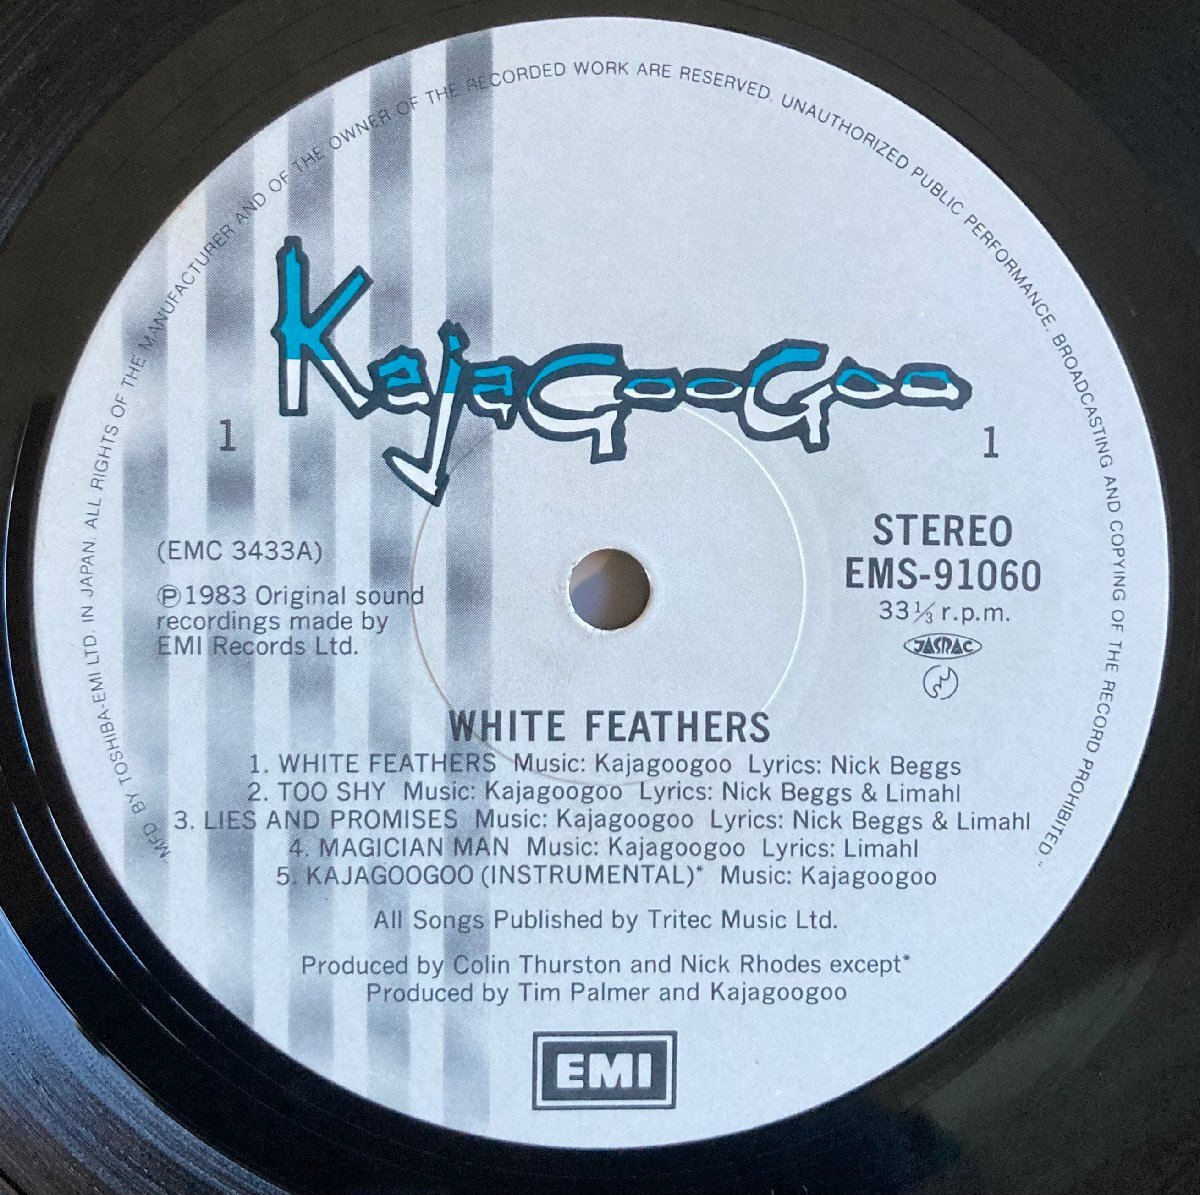 "MFD. BY TOSHIBA-EMI LTD. IN JAPAN. ALL RIGHTS OF THE MANUFACTURER AND OF THE OWNER OF THE RECORDED WORK ARE RESERVED. UNAUTHORIZED PUBLIC PERFORMANCE. BROADCASTING AND COPYING OF THE RECORD PROHIBITED"
KajaGooGoo
1
1
(EMC 3433A)
Ⓟ1983 Original sound
recordings made by
EMI Records Ltd.
STEREO
EMS-91060
33⅓ r.p.m.
JASRAC
WHITE FEATHERS
1. WHITE FEATHERS Music: Kajagoogoo Lyrics: Nick Beggs
2. TOO SHY Music: Kajagoogoo Lyrics: Nick Beggs & Limahl
3. LIES AND PROMISES Music: Kajagoogoo Lyrics: Nick Beggs & Limahl
4. MAGICIAN MAN Music: Kajagoogoo Lyrics: Limahl
5. KAJAGOOGOO (INSTRUMENTAL)* Music: Kajagoogoo
All Songs Published by Tritec Music Ltd.
Produced by Colin Thurston and Nick Rhodes except*
Produced by Tim Palmer and Kajagoogoo
EMI